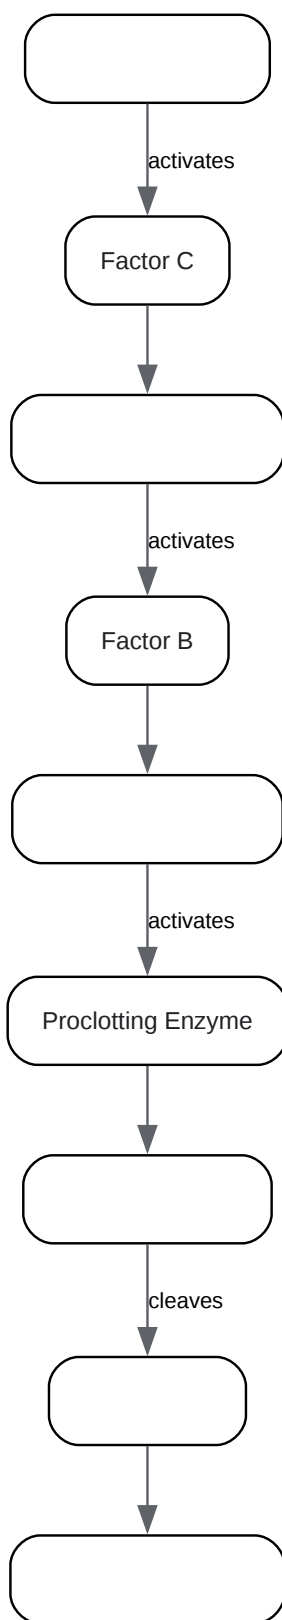 activates
Factor C
activates
Factor B
activates
Proclotting Enzyme
cleaves